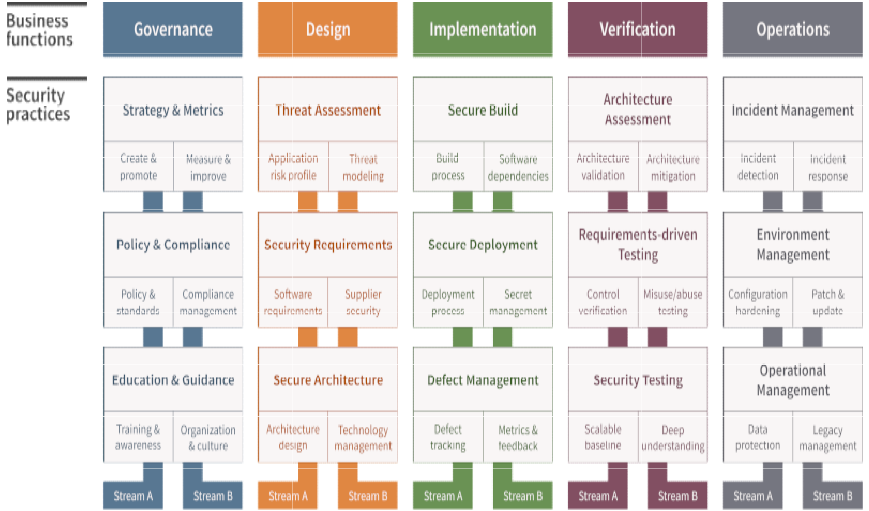 Business
functions
Governance
Design
Implementation
Verification
Operations
Security
practices
Strategy & Metrics
Threat Assessment
Secure Build
Architecture
Assessment
Incident Management
Create &
promote
Measure &
improve
Application
risk profile
Threat
modeling
Build
process
Software
dependencies
Architecture
validation
Architecture
mitigation
Incident
detection
Incident
response
Policy & Compliance
Security Requirements
Secure Deployment
Requirements-driven
Testing
Environment
Management
Policy &
standards
Compliance
management
Software
requirements
Supplier
security
Deployment
process
Secret
management
Control
verification
Misuse/abuse
testing
Configuration
hardening
Patch &
update
Education & Guidance
Secure Architecture
Defect Management
Security Testing
Operational
Management
Training &
awareness
Organization
& culture
Architecture
design
Technology
management
Defect
tracking
Metrics &
feedback
Scalable
baseline
Deep
understanding
Data
protection
Legacy
management
Stream A
Stream B
Stream A
Stream B
Stream A
Stream B
Stream A
Stream B
Stream A
Stream B